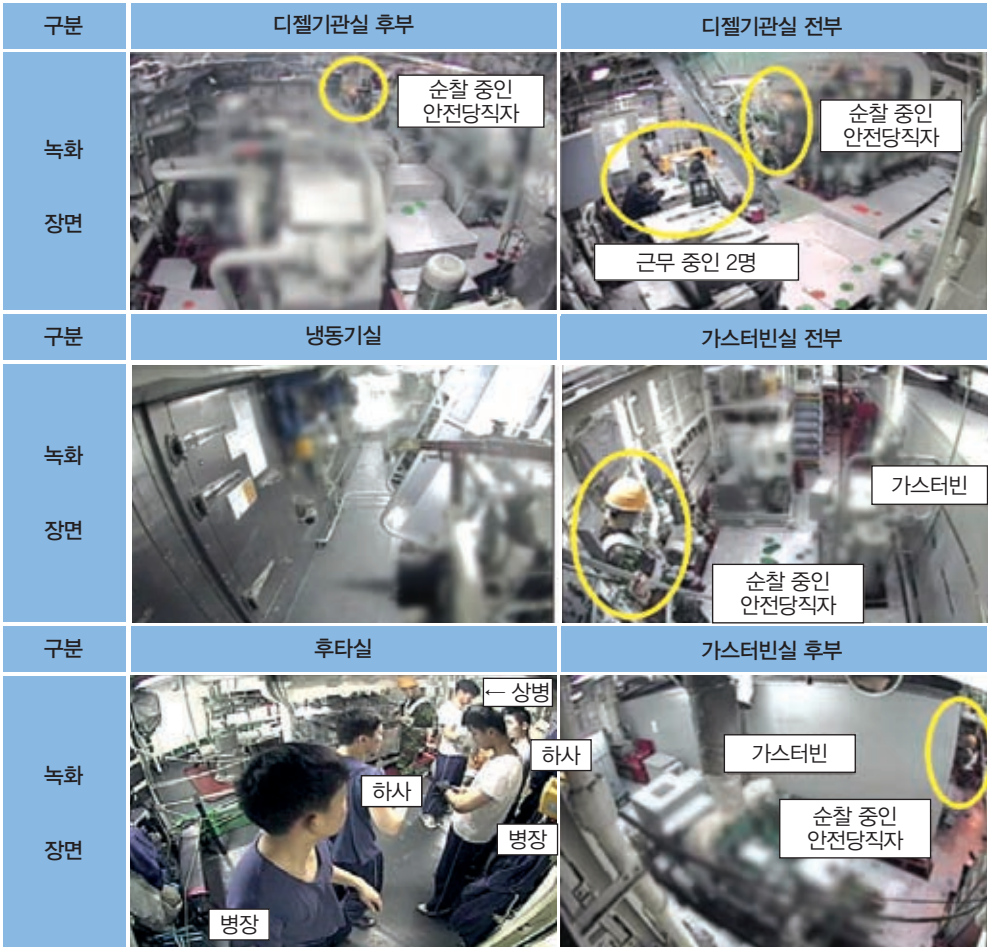 구분
디젤기관실 후부
디젤기관실 전부
녹화
장면
순찰 중인
안전당직자
순찰 중인
안전당직자
근무 중인 2명
구분
냉동기실
가스터빈실 전부
녹화
장면
가스터빈
순찰 중인
안전당직자
구분
후타실
가스터빈실 후부
녹화
장면
← 상병
하사
하사
병장
병장
가스터빈
순찰 중인
안전당직자